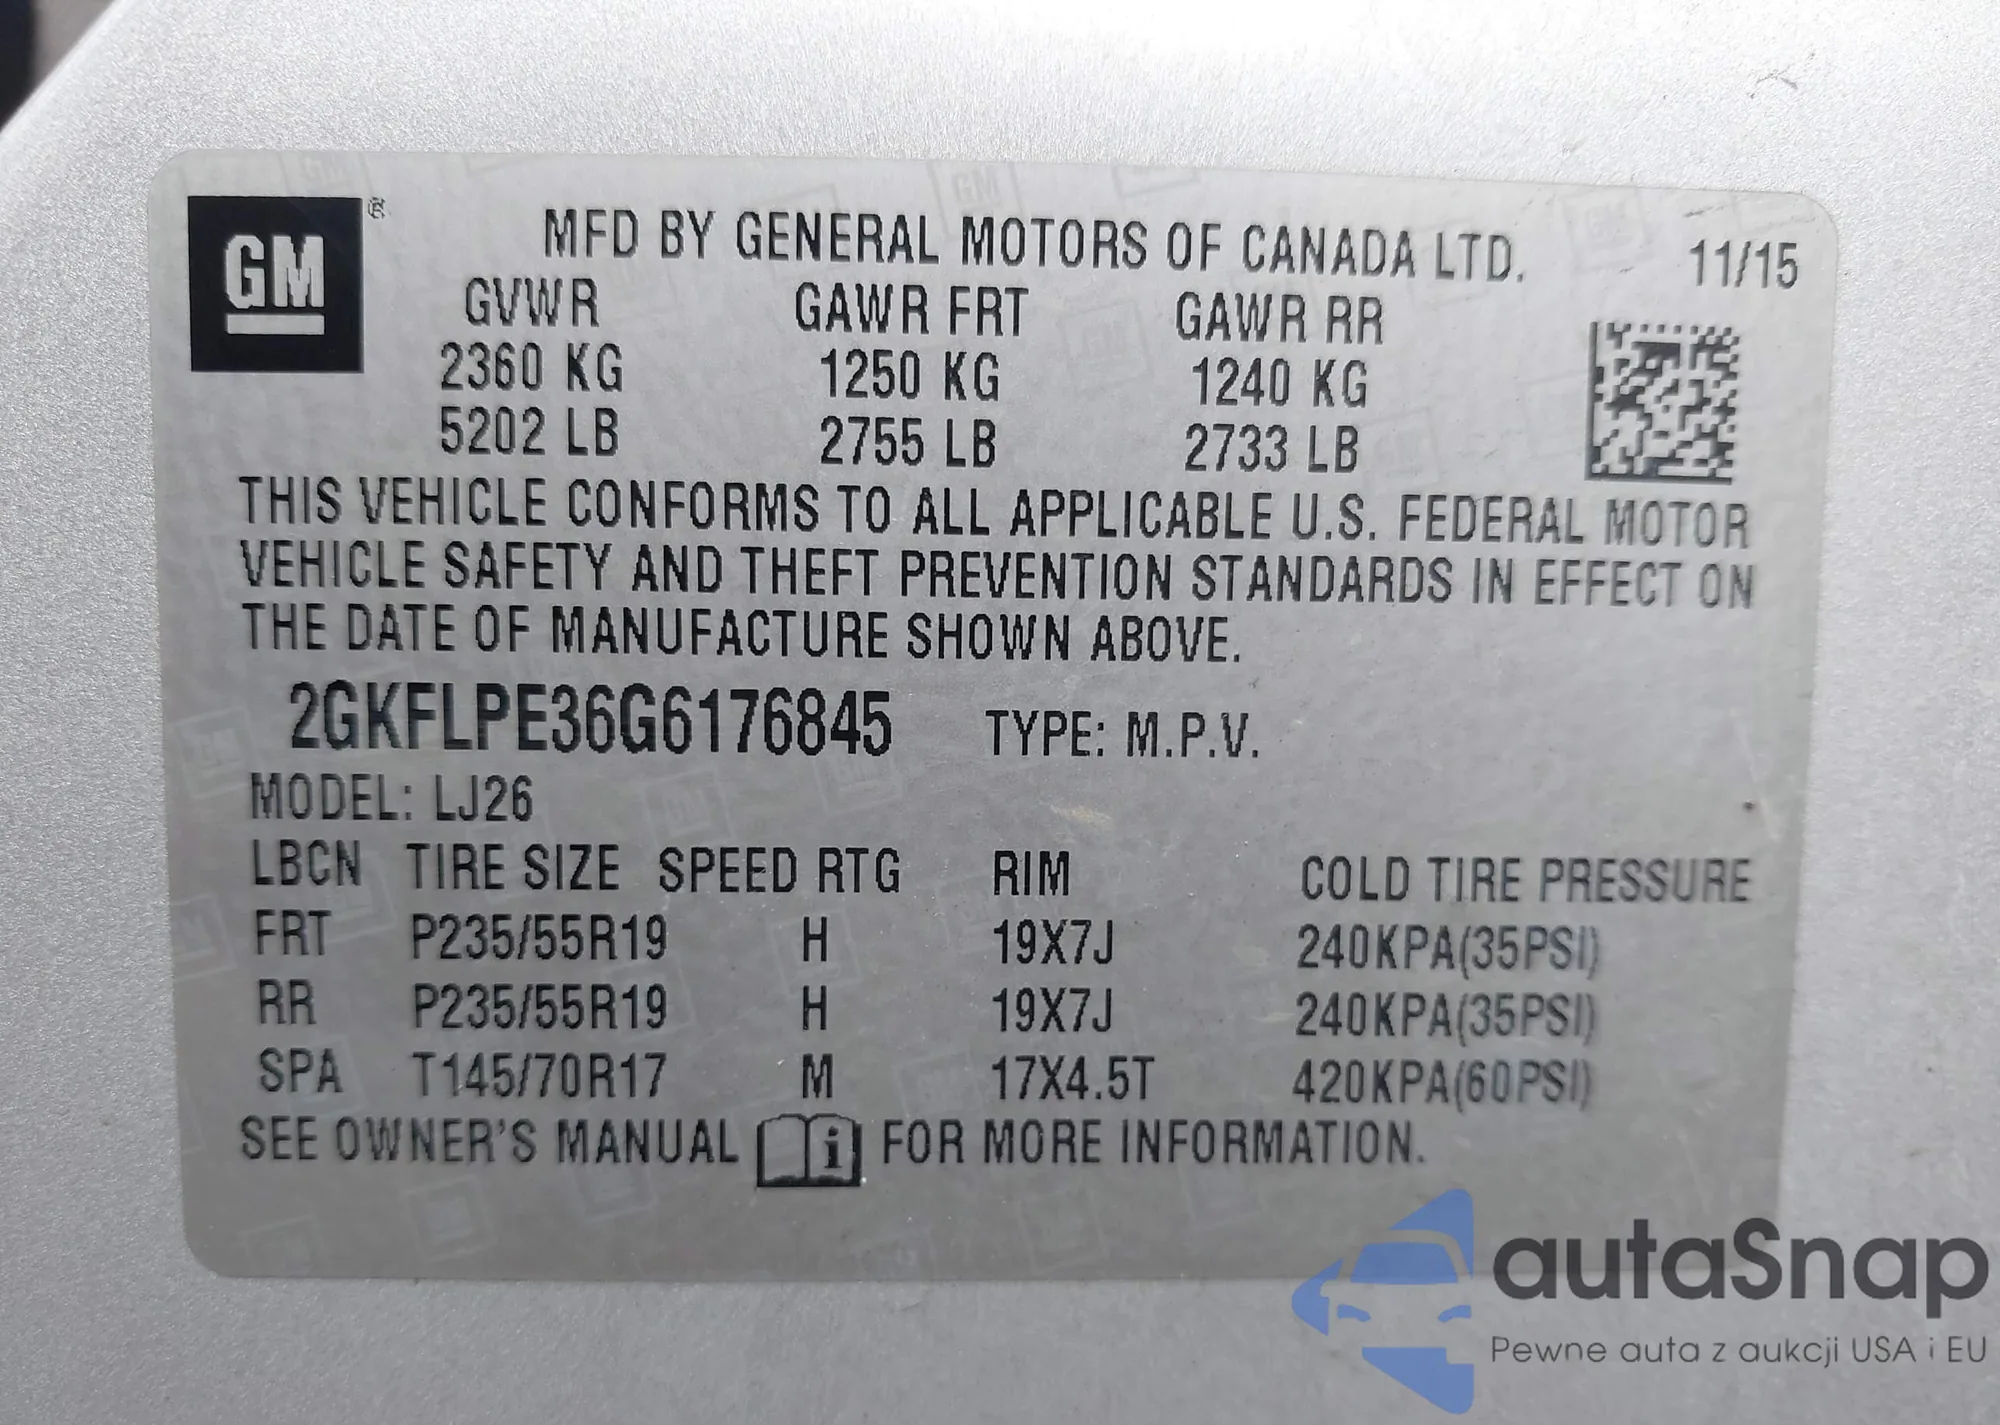 GM®
MFD BY GENERAL MOTORS OF CANADA LTD. 11/15
GVWR GAWR FRT GAWR RR
2360 KG 1250 KG 1240 KG
5202 LB 2755 LB 2733 LB
THIS VEHICLE CONFORMS TO ALL APPLICABLE U.S. FEDERAL MOTOR
VEHICLE SAFETY AND THEFT PREVENTION STANDARDS IN EFFECT ON
THE DATE OF MANUFACTURE SHOWN ABOVE.
2GKFLPE36G6176845 TYPE: M.P.V.
MODEL: LJ26
LBCN TIRE SIZE SPEED RTG RIM COLD TIRE PRESSURE
FRT P235/55R19 H 19X7J 240KPA(35PSI)
RR P235/55R19 H 19X7J 240KPA(35PSI)
SPA T145/70R17 M 17X4.5T 420KPA(60PSI)
SEE OWNER'S MANUAL i FOR MORE INFORMATION.
autaSnap
Pewne auta z aukcji USA i EU